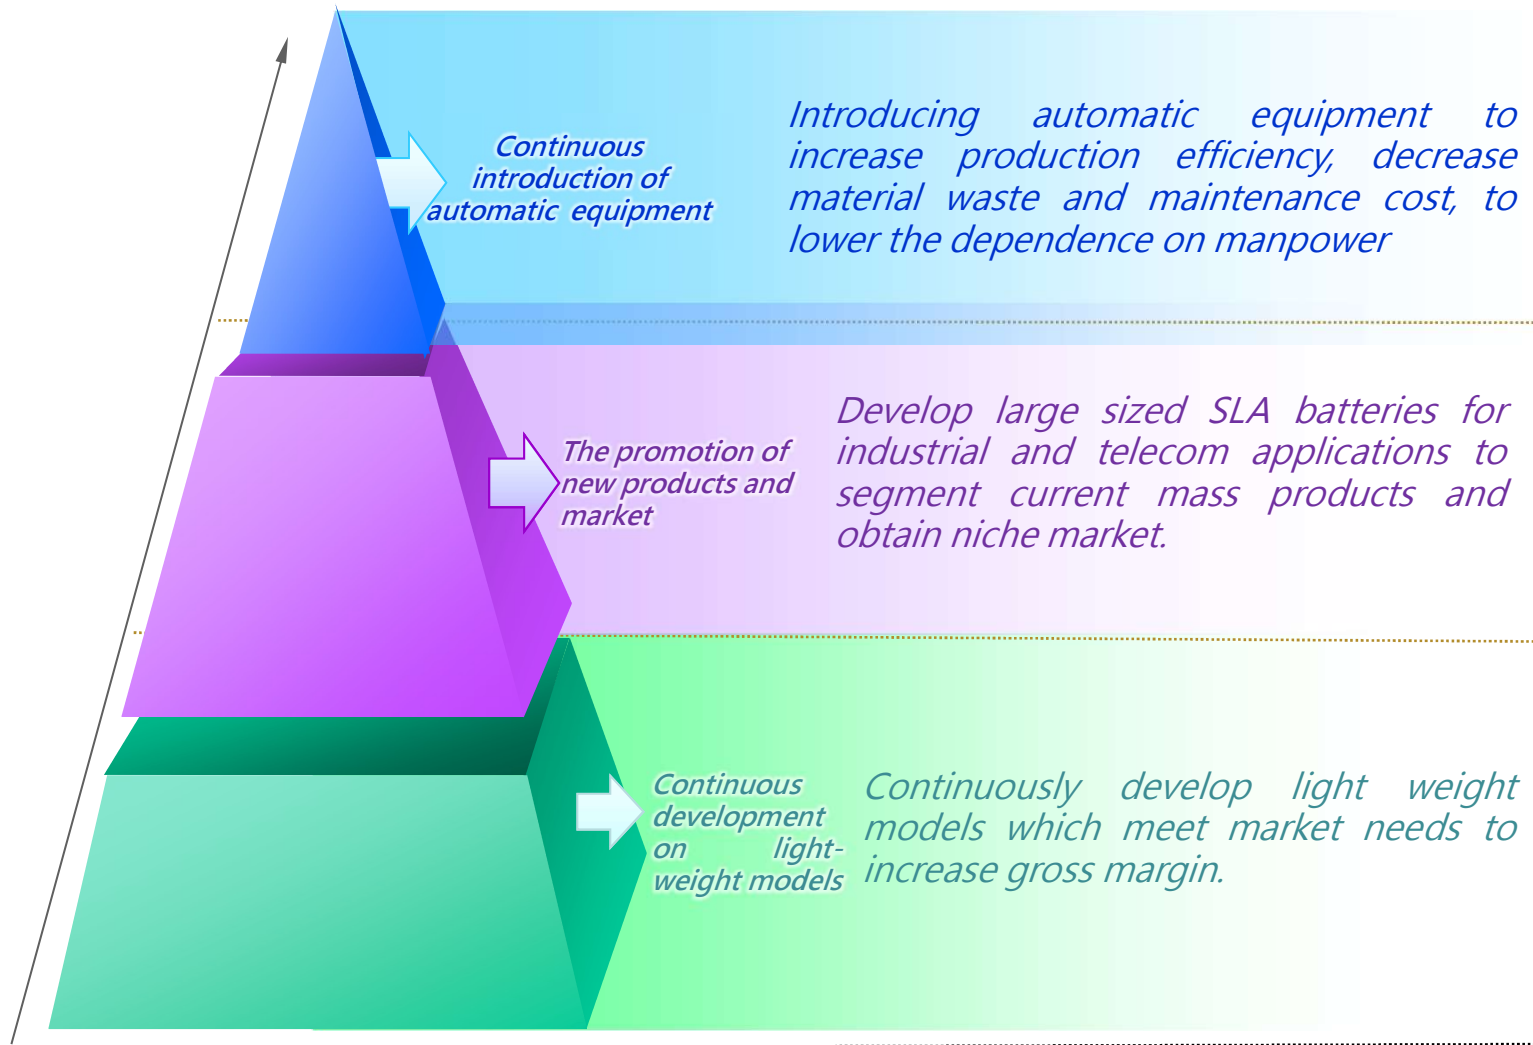 Continuous
introduction of
automatic equipment
Introducing automatic equipment to
increase production efficiency, decrease
material waste and maintenance cost, to
lower the dependence on manpower
The promotion of
new products and
market
Develop large sized SLA batteries for
industrial and telecom applications to
segment current mass products and
obtain niche market.
Continuous
development
on light-
weight models
Continuously develop light weight
models which meet market needs to
increase gross margin.